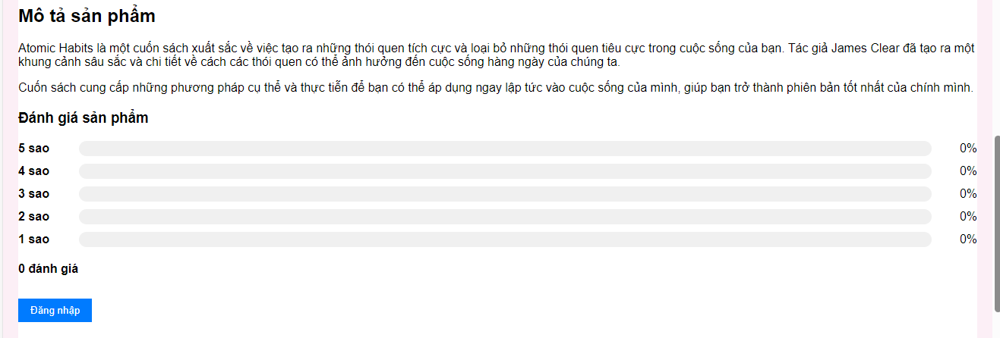 Mô tả sản phẩm
Atomic Habits là một cuốn sách xuất sắc về việc tạo ra những thói quen tích cực và loại bỏ những thói quen tiêu cực trong cuộc sống của bạn. Tác giả James Clear đã tạo ra một
khung cảnh sâu sắc và chi tiết về cách các thói quen có thể ảnh hưởng đến cuộc sống hàng ngày của chúng ta.
Cuốn sách cung cấp những phương pháp cụ thể và thực tiễn để bạn có thể áp dụng ngay lập tức vào cuộc sống của mình, giúp bạn trở thành phiên bản tốt nhất của chính mình.
Đánh giá sản phẩm
5 sao 0%
4 sao 0%
3 sao 0%
2 sao 0%
1 sao 0%
0 đánh giá
Đăng nhập